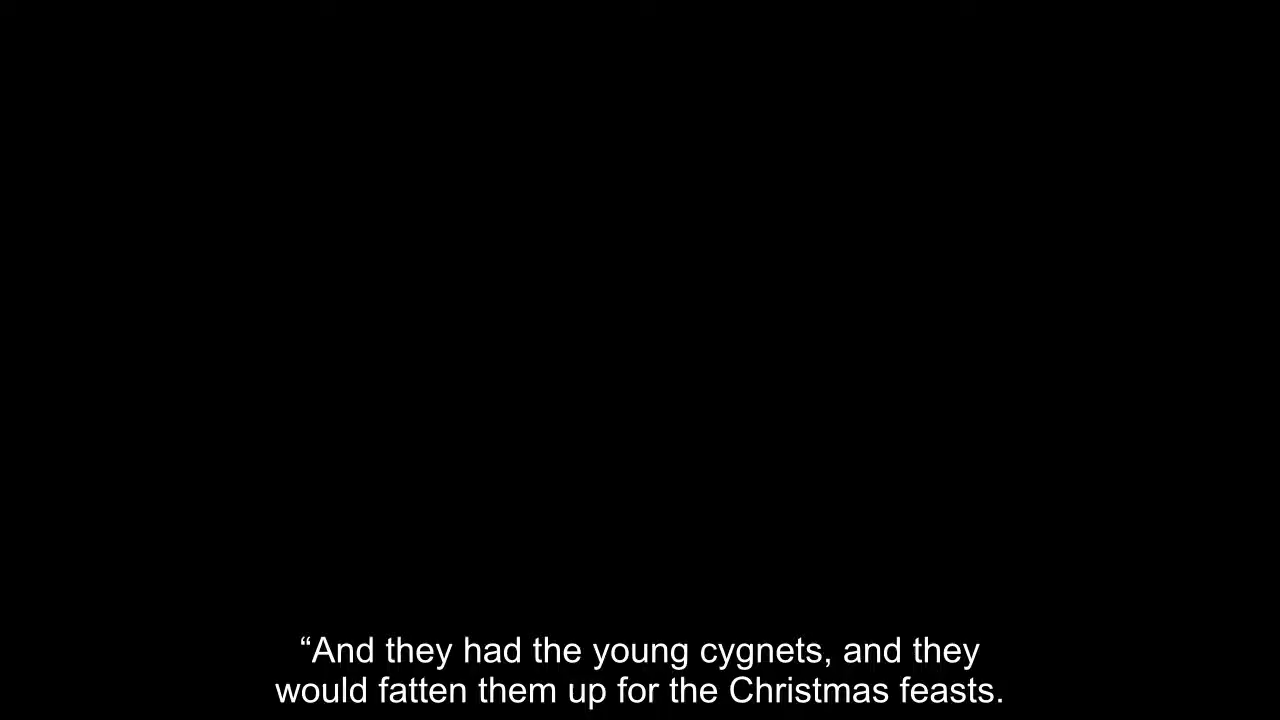 “And they had the young cygnets, and they
would fatten them up for the Christmas feasts.